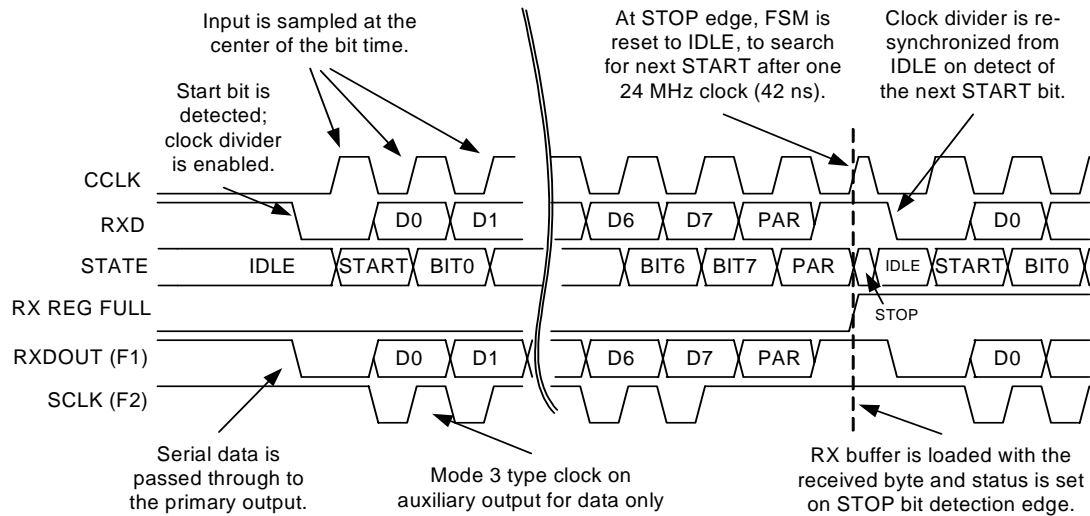 Input is sampled at the
center of the bit time.
At STOP edge, FSM is
reset to IDLE, to search
for next START after one
24 MHz clock (42 ns).
Clock divider is re-
synchronized from
IDLE on detect of
the next START bit.
Start bit is
detected;
clock divider
is enabled.
CCLK
RXD
D0
D1
D6
D7
PAR
D0
STATE
IDLE
START
BIT0
BIT6
BIT7
PAR
IDLE
START
BIT0
RX REG FULL
STOP
RXDOUT (F1)
D0
D1
D6
D7
PAR
D0
SCLK (F2)
Serial data is
passed through to
the primary output.
Mode 3 type clock on
auxiliary output for data only
RX buffer is loaded with the
received byte and status is set
on STOP bit detection edge.